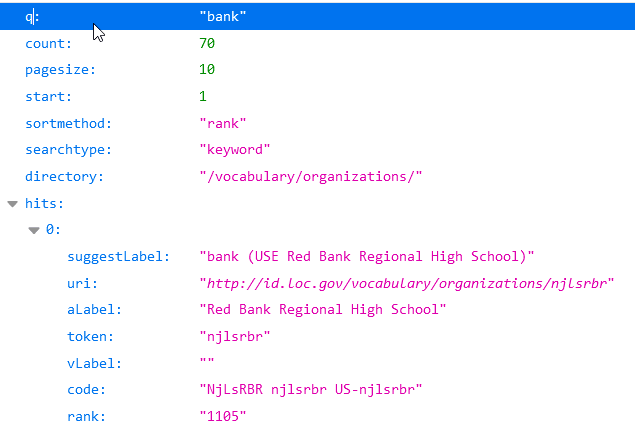 q: "bank"
count: 70
pagesize: 10
start: 1
sortmethod: "rank"
searchtype: "keyword"
directory: "/vocabulary/organizations/"
hits:
0:
suggestLabel: "bank (USE Red Bank Regional High School)"
uri: "http://id.loc.gov/vocabulary/organizations/njlsrbr"
aLabel: "Red Bank Regional High School"
token: "njlsrbr"
vLabel: ""
code: "NjLsRBR njlsrbr US-njlsrbr"
rank: "1105"